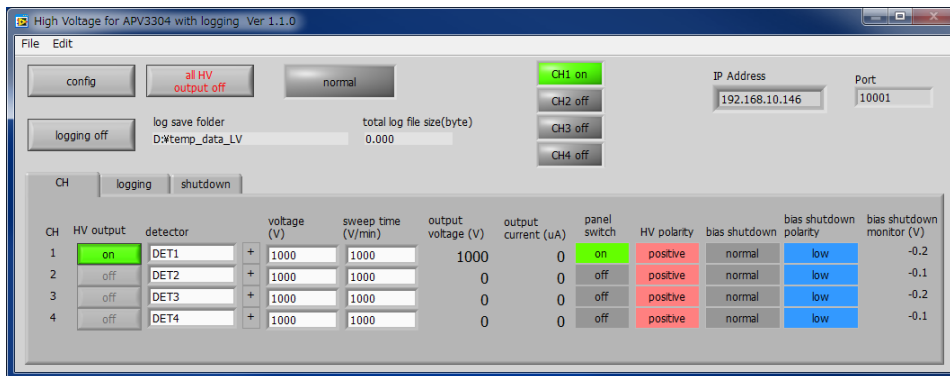 High Voltage for APV3304 with logging Ver 1.1.0
File Edit
config
all HV
output off
normal
CH1 on
CH2 off
CH3 off
CH4 off
IP Address
192.168.10.146
Port
10001
logging off
log save folder
D:¥temp_data_LV
total log file size(byte)
0.000
CH logging shutdown
CH HV output detector voltage (V) sweep time (V/min) output voltage (V) output current (uA) panel switch HV polarity bias shutdown bias shutdown polarity bias shutdown monitor (V)
1 on DET1 + 1000 1000 1000 0 on positive normal low -0.2
2 off DET2 + 1000 1000 0 0 off positive normal low -0.1
3 off DET3 + 1000 1000 0 0 off positive normal low -0.2
4 off DET4 + 1000 1000 0 0 off positive normal low -0.1